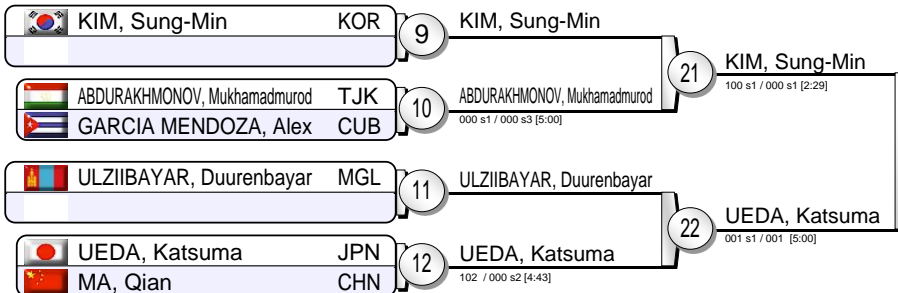 KIM, Sung-Min KOR
9
KIM, Sung-Min
21
KIM, Sung-Min
100 s1 / 000 s1 [2:29]
ABDURAKHMONOV, Mukhamadmurod TJK
GARCIA MENDOZA, Alex CUB
10
ABDURAKHMONOV, Mukhamadmurod
000 s1 / 000 s3 [5:00]
ULZIIBAYAR, Duurenbayar MGL
11
ULZIIBAYAR, Duurenbayar
22
UEDA, Katsuma
001 s1 / 001 [5:00]
UEDA, Katsuma JPN
MA, Qian CHN
12
UEDA, Katsuma
102 / 000 s2 [4:43]